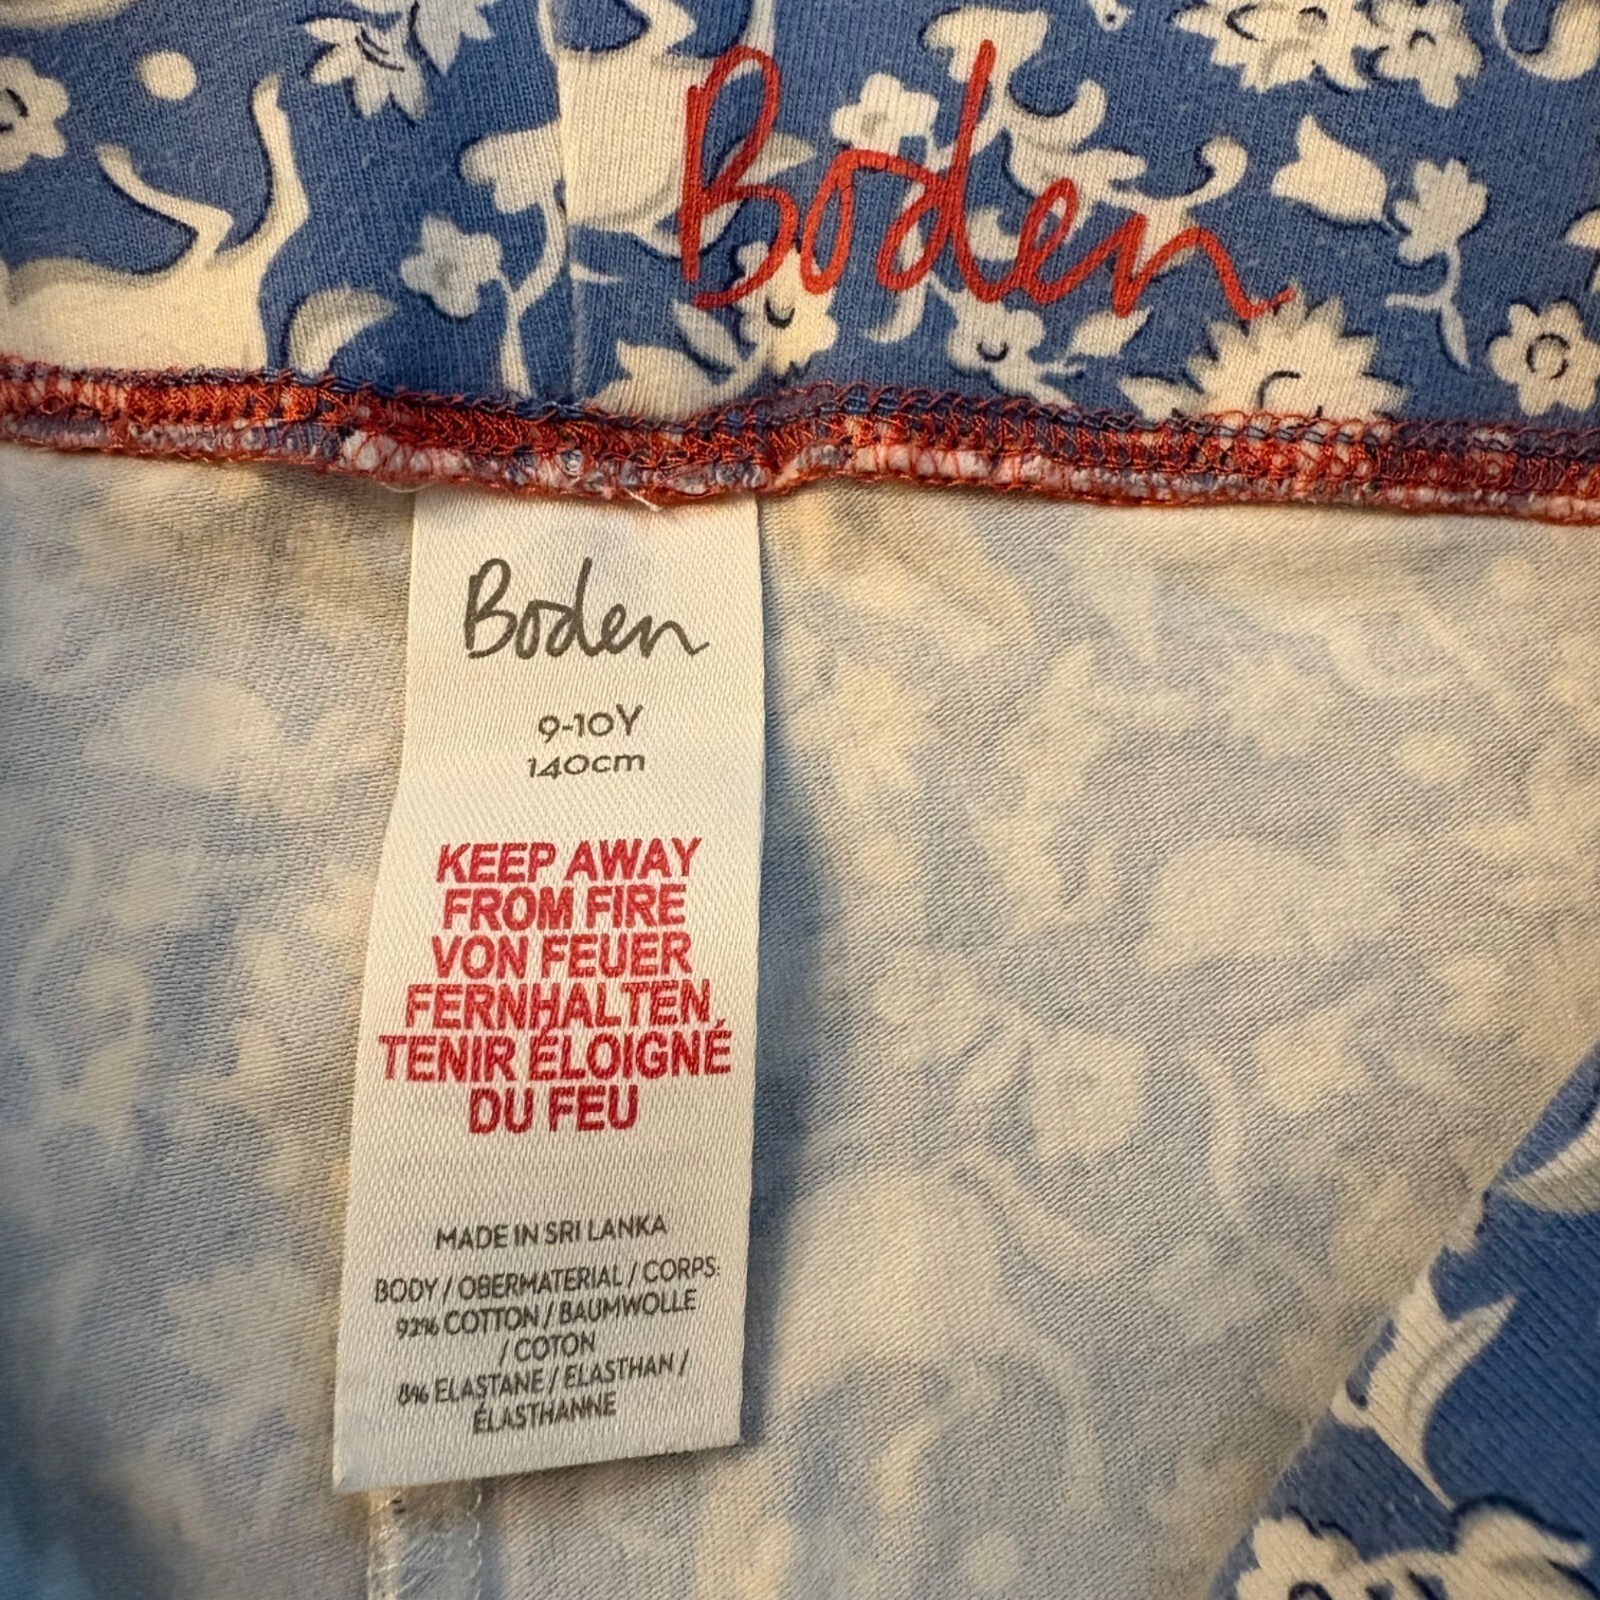 Boden
Boden
9-10Y
140cm
KEEP AWAY
FROM FIRE
VON FEUER
FERNHALTEN
TENIR ÉLOIGNÉ
DU FEU
MADE IN SRI LANKA
BODY / OBERMATERIAL / CORPS:
92% COTTON / BAUMWOLLE
/ COTON
8% ELASTANE / ELASTHAN /
ÉLASTHANNE